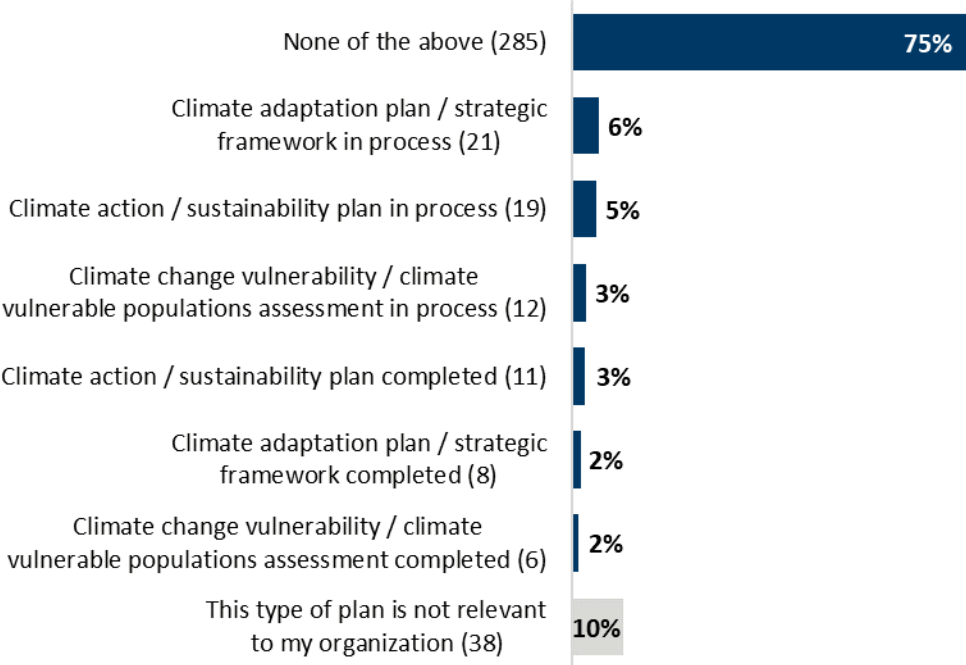 None of the above (285)
75%
Climate adaptation plan / strategic
framework in process (21)
6%
Climate action / sustainability plan in process (19)
5%
Climate change vulnerability / climate
vulnerable populations assessment in process (12)
3%
Climate action / sustainability plan completed (11)
3%
Climate adaptation plan / strategic
framework completed (8)
2%
Climate change vulnerability / climate
vulnerable populations assessment completed (6)
2%
This type of plan is not relevant
to my organization (38)
10%